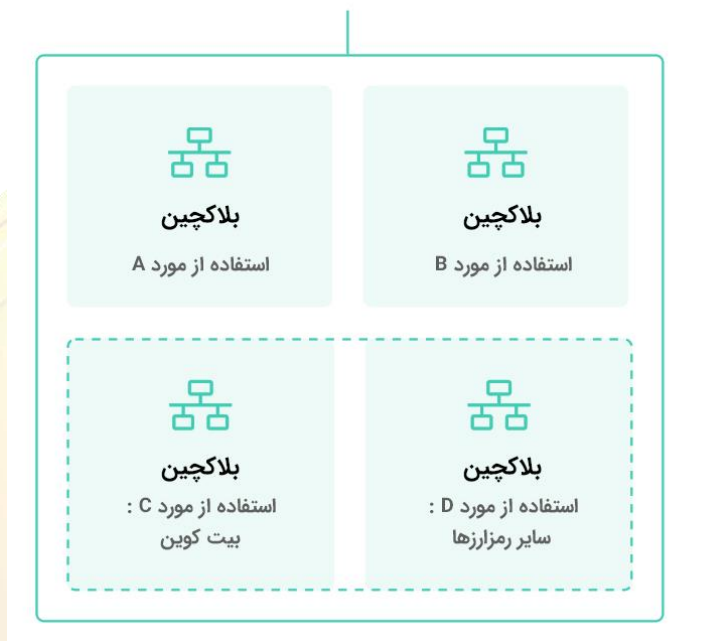 بلاکچین
استفاده از مورد B
بلاکچین
استفاده از مورد A
بلاکچین
استفاده از مورد D :
سایر رمزارزها
بلاکچین
استفاده از مورد C :
بیت کوین